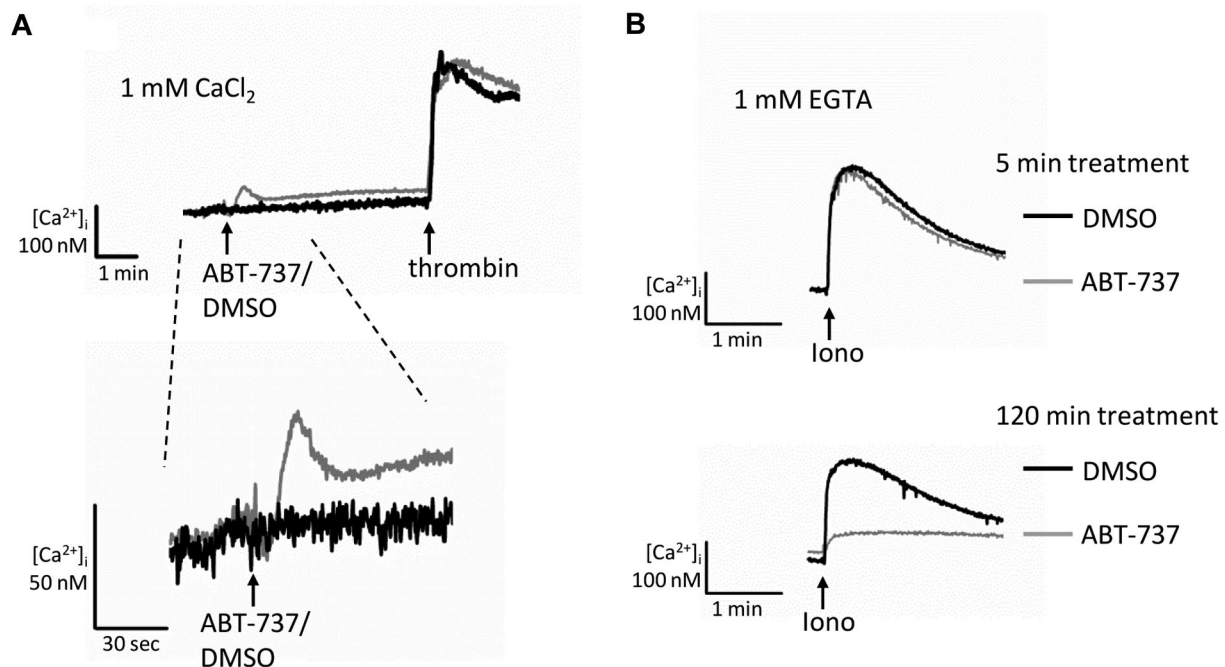 A
1 mM CaCl₂
[Ca²⁺]ᵢ
100 nM
1 min
ABT-737/
DMSO
thrombin
[Ca²⁺]ᵢ
50 nM
30 sec
ABT-737/
DMSO
B
1 mM EGTA
5 min treatment
DMSO
ABT-737
[Ca²⁺]ᵢ
100 nM
1 min
Iono
120 min treatment
DMSO
ABT-737
[Ca²⁺]ᵢ
100 nM
1 min
Iono